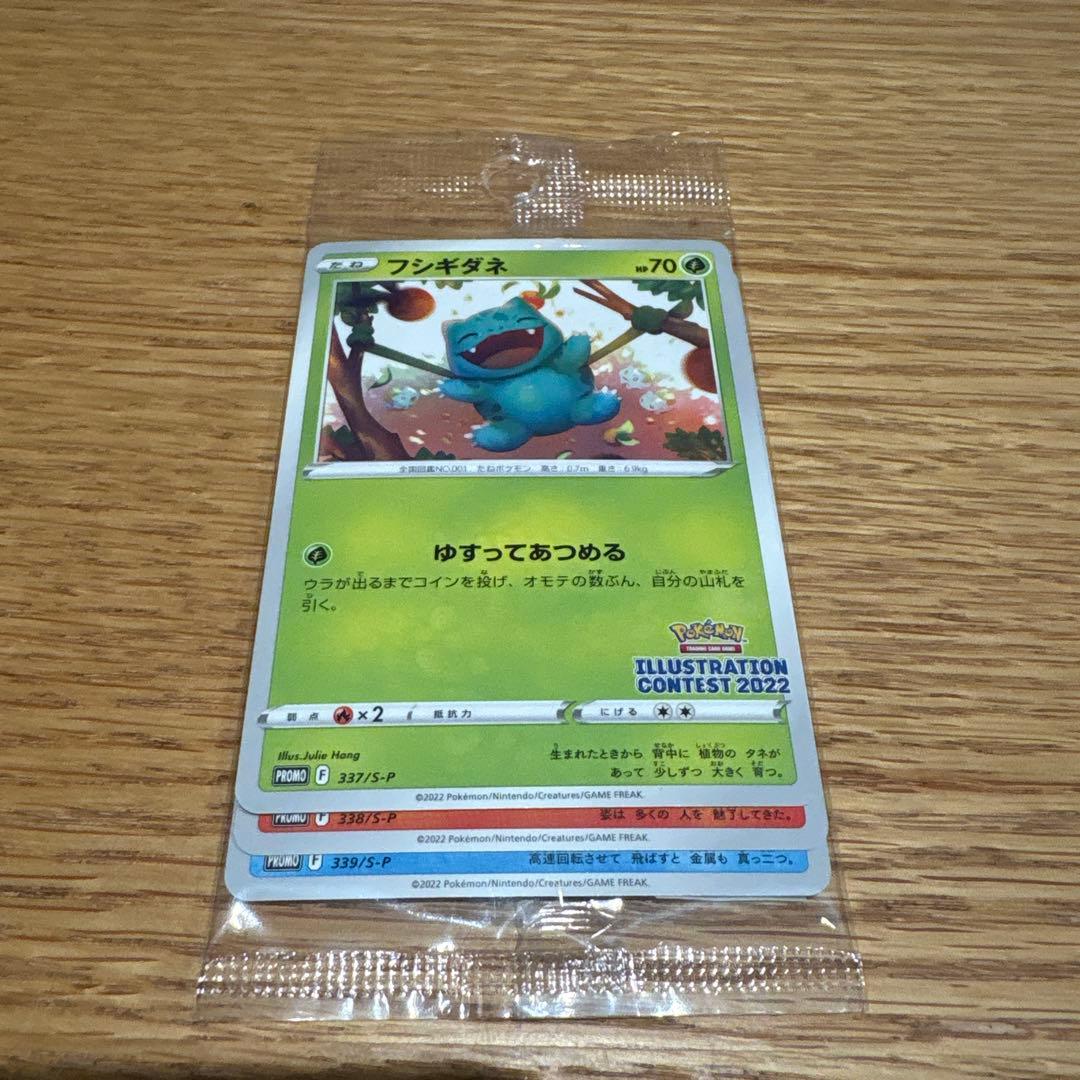 たね フシギダネ HP70
全国図鑑NO.001 たねポケモン 高さ:0.7m 重さ:6.9kg
ゆすってあつめる
ウラが出るまでコインを投げ、オモテの数ぶん、自分の山札を
引く。
Pokémon
TRADING CARD GAME
ILLUSTRATION
CONTEST 2022
弱点 ×2 抵抗力 にげる
Illus.Julie Hang
生まれたときから 背中に 植物の タネが
あって 少しずつ 大きく 育つ。
PROMO F 337/S-P
©2022 Pokémon/Nintendo/Creatures/GAME FREAK.
PROMO F 338/S-P 姿は 多くの 人を 魅了してきた。
©2022 Pokémon/Nintendo/Creatures/GAME FREAK.
PROMO F 339/S-P 高速回転させて 飛ばすと 金属も 真っ二つ。
©2022 Pokémon/Nintendo/Creatures/GAME FREAK.